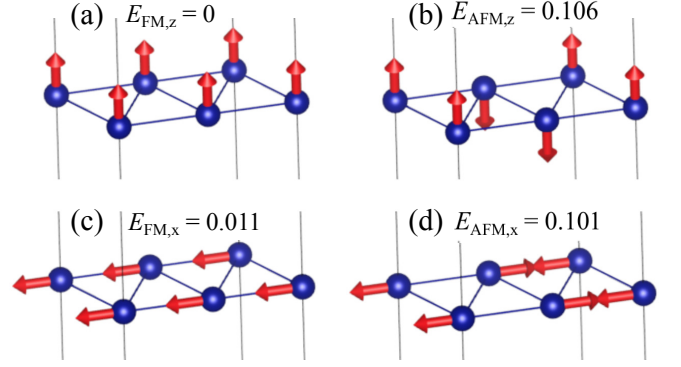 (a) E_FM,z = 0
(b) E_AFM,z = 0.106
(c) E_FM,x = 0.011
(d) E_AFM,x = 0.101